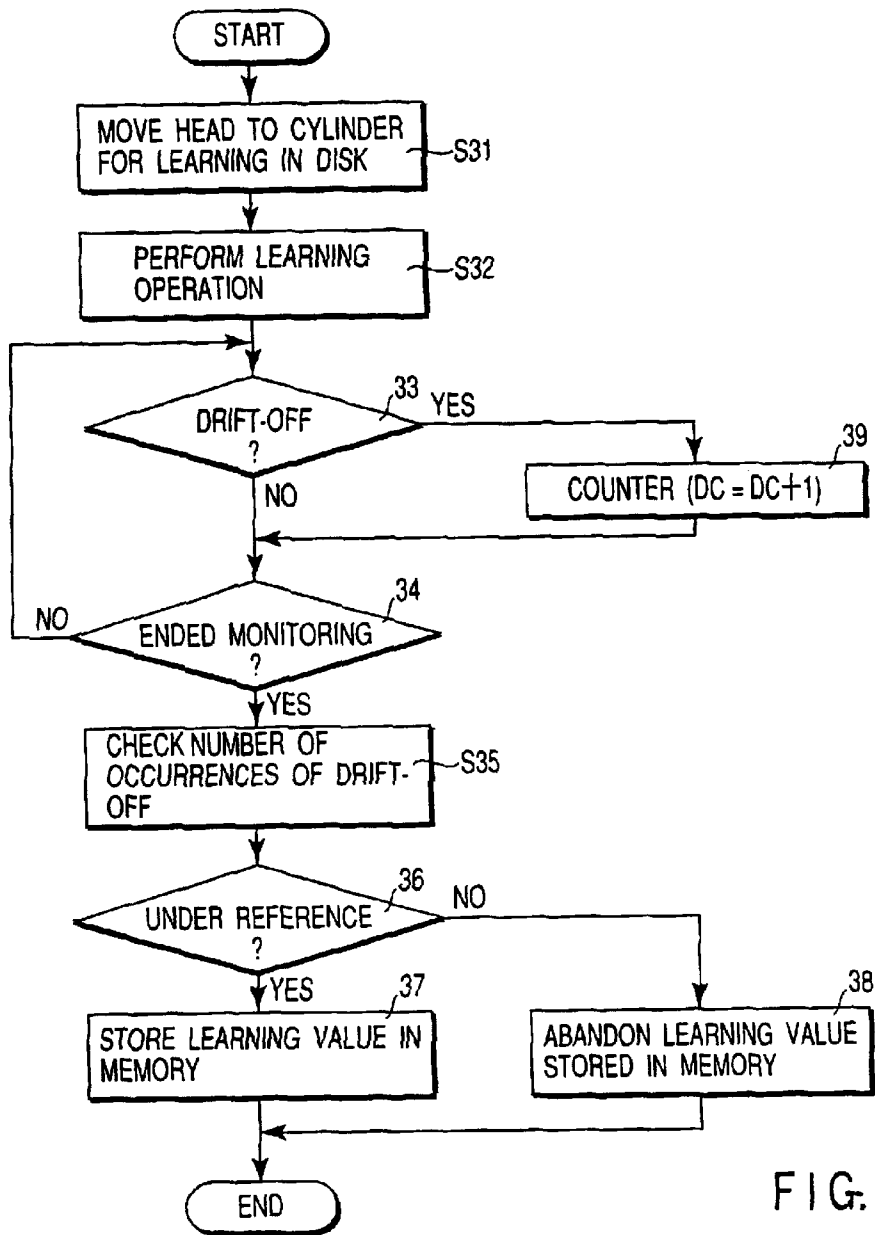 START
MOVE HEAD TO CYLINDER
FOR LEARNING IN DISK
S31
PERFORM LEARNING
OPERATION
S32
33
DRIFT-OFF
?
YES
NO
39
COUNTER (DC = DC+1)
34
NO
ENDED MONITORING
?
YES
CHECK NUMBER OF
OCCURRENCES OF DRIFT-
OFF
S35
36
UNDER REFERENCE
?
NO
YES
37
STORE LEARNING VALUE IN
MEMORY
38
ABANDON LEARNING VALUE
STORED IN MEMORY
END
FIG.